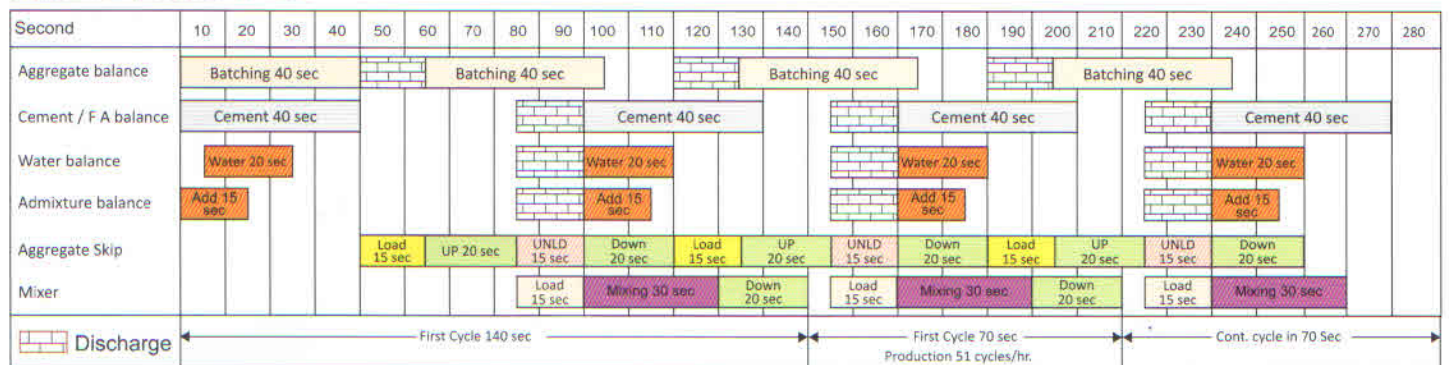 Second 10 20 30 40 50 60 70 80 90 100 110 120 130 140 150 160 170 180 190 200 210 220 230 240 250 260 270 280
Aggregate balance Batching 40 sec Batching 40 sec Batching 40 sec Batching 40 sec
Cement / F A balance Cement 40 sec Cement 40 sec Cement 40 sec Cement 40 sec
Water balance Water 20 sec Water 20 sec Water 20 sec Water 20 sec
Admixture balance Add 15 sec Add 15 sec Add 15 sec Add 15 sec
Aggregate Skip Load 15 sec UP 20 sec UNLD 15 sec Down 20 sec Load 15 sec UP 20 sec UNLD 15 sec Down 20 sec Load 15 sec UP 20 sec UNLD 15 sec Down 20 sec
Mixer Load 15 sec Mixing 30 sec Down 20 sec Load 15 sec Mixing 30 sec Down 20 sec Load 15 sec Mixing 30 sec
Discharge First Cycle 140 sec First Cycle 70 sec Cont. cycle in 70 Sec
Production 51 cycles/hr.